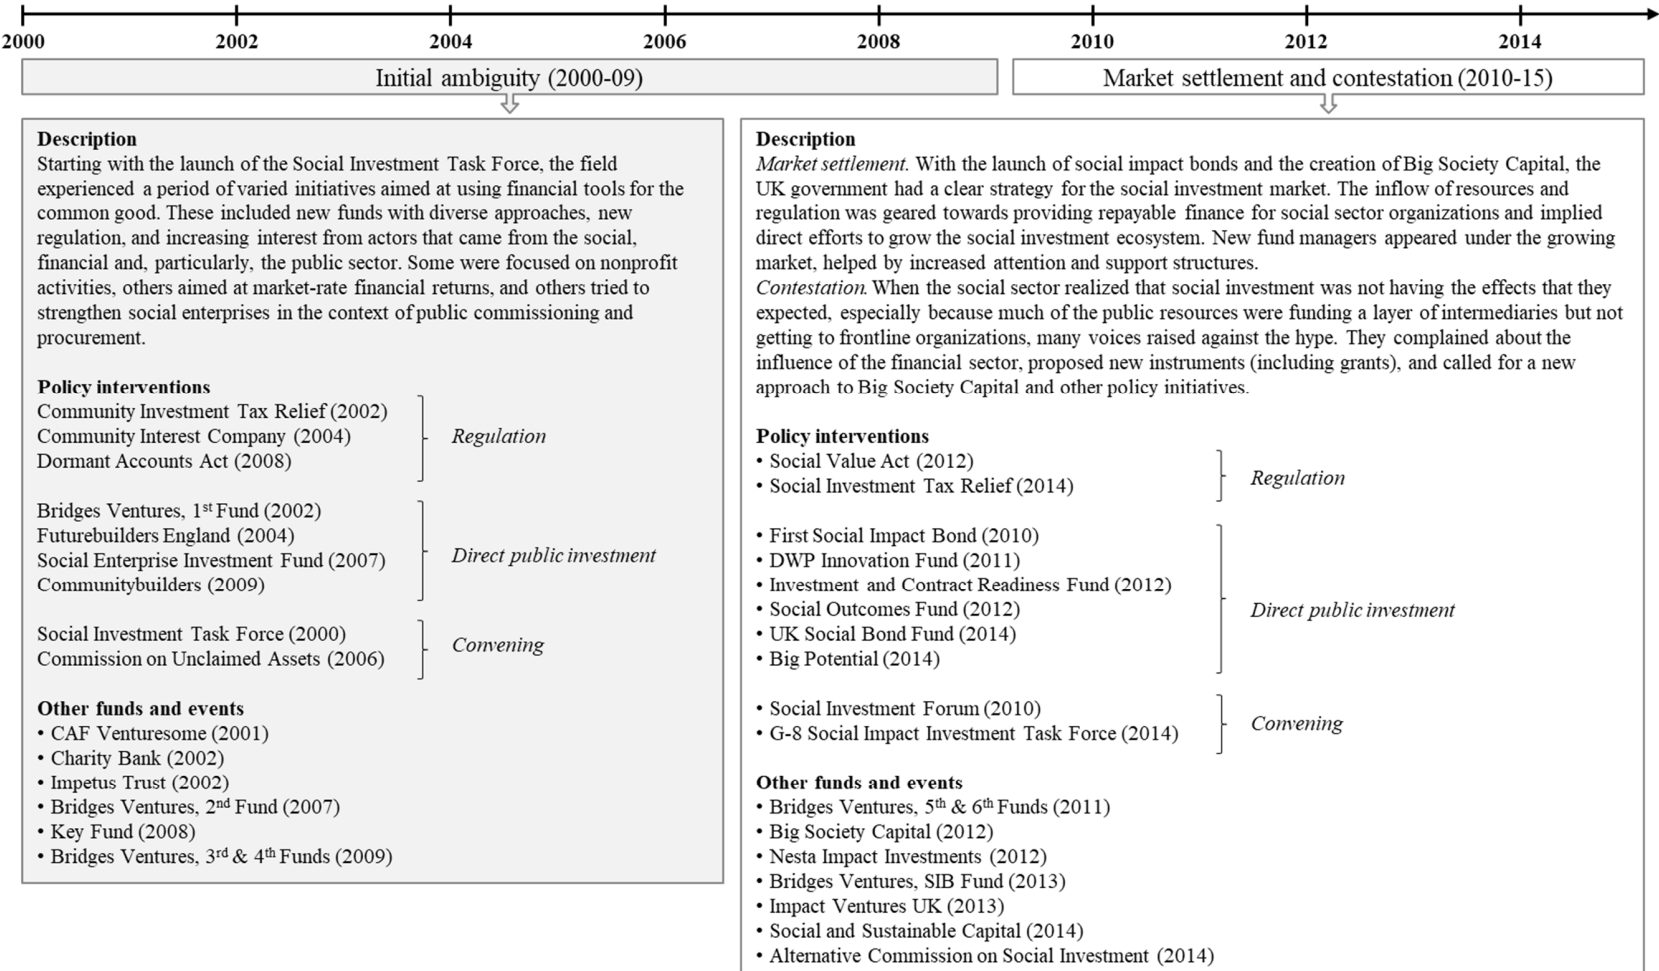 2000 2002 2004 2006 2008 2010 2012 2014
Initial ambiguity (2000-09)
Market settlement and contestation (2010-15)
Description
Starting with the launch of the Social Investment Task Force, the field
experienced a period of varied initiatives aimed at using financial tools for the
common good. These included new funds with diverse approaches, new
regulation, and increasing interest from actors that came from the social,
financial and, particularly, the public sector. Some were focused on nonprofit
activities, others aimed at market-rate financial returns, and others tried to
strengthen social enterprises in the context of public commissioning and
procurement.
Policy interventions
Community Investment Tax Relief (2002)
Community Interest Company (2004)
Dormant Accounts Act (2008)
Regulation
Bridges Ventures, 1st Fund (2002)
Futurebuilders England (2004)
Social Enterprise Investment Fund (2007)
Communitybuilders (2009)
Direct public investment
Social Investment Task Force (2000)
Commission on Unclaimed Assets (2006)
Convening
Other funds and events
• CAF Venturesome (2001)
• Charity Bank (2002)
• Impetus Trust (2002)
• Bridges Ventures, 2nd Fund (2007)
• Key Fund (2008)
• Bridges Ventures, 3rd & 4th Funds (2009)
Description
Market settlement. With the launch of social impact bonds and the creation of Big Society Capital, the
UK government had a clear strategy for the social investment market. The inflow of resources and
regulation was geared towards providing repayable finance for social sector organizations and implied
direct efforts to grow the social investment ecosystem. New fund managers appeared under the growing
market, helped by increased attention and support structures.
Contestation. When the social sector realized that social investment was not having the effects that they
expected, especially because much of the public resources were funding a layer of intermediaries but not
getting to frontline organizations, many voices raised against the hype. They complained about the
influence of the financial sector, proposed new instruments (including grants), and called for a new
approach to Big Society Capital and other policy initiatives.
Policy interventions
• Social Value Act (2012)
• Social Investment Tax Relief (2014)
Regulation
• First Social Impact Bond (2010)
• DWP Innovation Fund (2011)
• Investment and Contract Readiness Fund (2012)
• Social Outcomes Fund (2012)
• UK Social Bond Fund (2014)
• Big Potential (2014)
Direct public investment
• Social Investment Forum (2010)
• G-8 Social Impact Investment Task Force (2014)
Convening
Other funds and events
• Bridges Ventures, 5th & 6th Funds (2011)
• Big Society Capital (2012)
• Nesta Impact Investments (2012)
• Bridges Ventures, SIB Fund (2013)
• Impact Ventures UK (2013)
• Social and Sustainable Capital (2014)
• Alternative Commission on Social Investment (2014)